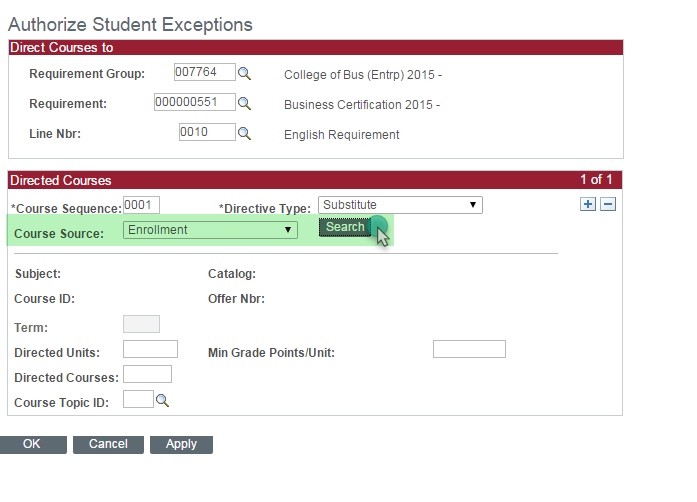 Authorize Student Exceptions
Direct Courses to
Requirement Group: 007764 College of Bus (Entrp) 2015 -
Requirement: 000000551 Business Certification 2015 -
Line Nbr: 0010 English Requirement
Directed Courses 1 of 1
*Course Sequence: 0001 *Directive Type: Substitute
Course Source: Enrollment Search
Subject: Catalog:
Course ID: Offer Nbr:
Term:
Directed Units: Min Grade Points/Unit:
Directed Courses:
Course Topic ID:
OK Cancel Apply